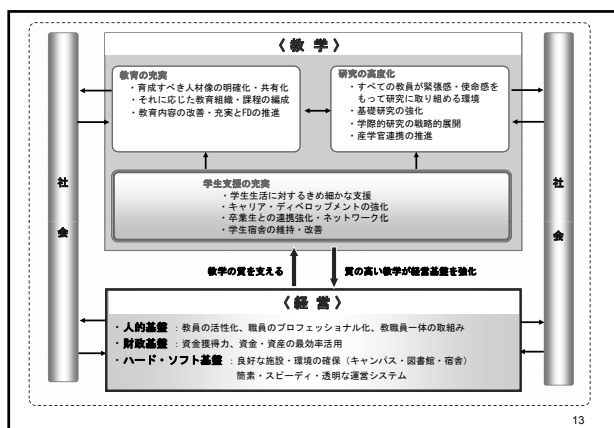 〈 教 学 〉
教育の充実
・育成すべき人材像の明確化・共有化
・それに応じた教育組織・課程の編成
・教育内容の改善・充実とFDの推進
研究の高度化
・すべての教員が緊張感・使命感を
もって研究に取り組める環境
・基礎研究の強化
・学際的研究の戦略的展開
・産学官連携の推進
学生支援の充実
・学生生活に対するきめ細かな支援
・キャリア・ディベロップメントの強化
・卒業生との連携強化・ネットワーク化
・学生宿舎の維持・改善
社
会
社
会
教学の質を支える
質の高い教学が経営基盤を強化
〈 経 営 〉
・人的基盤 ：教員の活性化、職員のプロフェッショナル化、教職員一体の取組み
・財政基盤 ：資金獲得力、資金・資産の最効率活用
・ハード・ソフト基盤 ：良好な施設・環境の確保（キャンパス・図書館・宿舎）
簡素・スピーディ・透明な運営システム
13